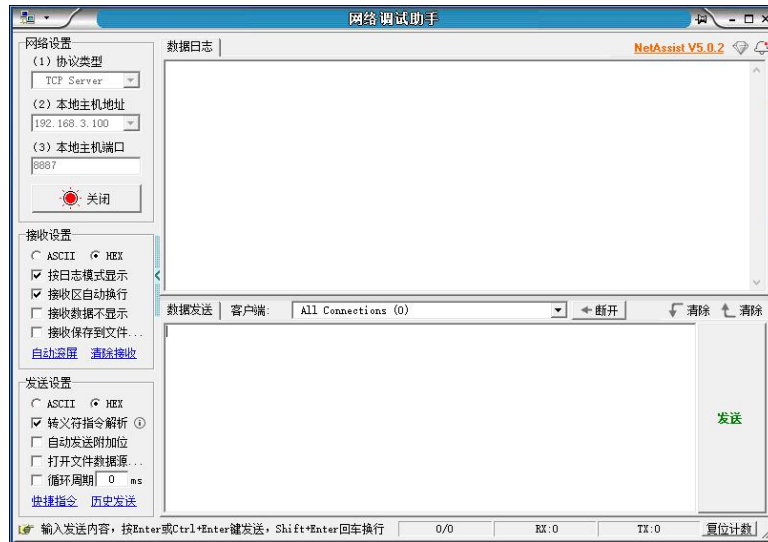 网络调试助手
网络设置
(1) 协议类型
TCP Server
(2) 本地主机地址
192.168.3.100
(3) 本地主机端口
8887
关闭
接收设置
ASCII HEX
按日志模式显示
接收区自动换行
接收数据不显示
接收保存到文件...
自动滚屏 清除接收
发送设置
ASCII HEX
转义符指令解析
自动发送附加位
打开文件数据源...
循环周期 0 ms
快捷指令 历史发送
数据日志 NetAssist V5.0.2
数据发送 客户端: All Connections (0) 断开 清除 清除
发送
输入发送内容，按Enter或Ctrl+Enter键发送，Shift+Enter回车换行 0/0 RX:0 TX:0 复位计数